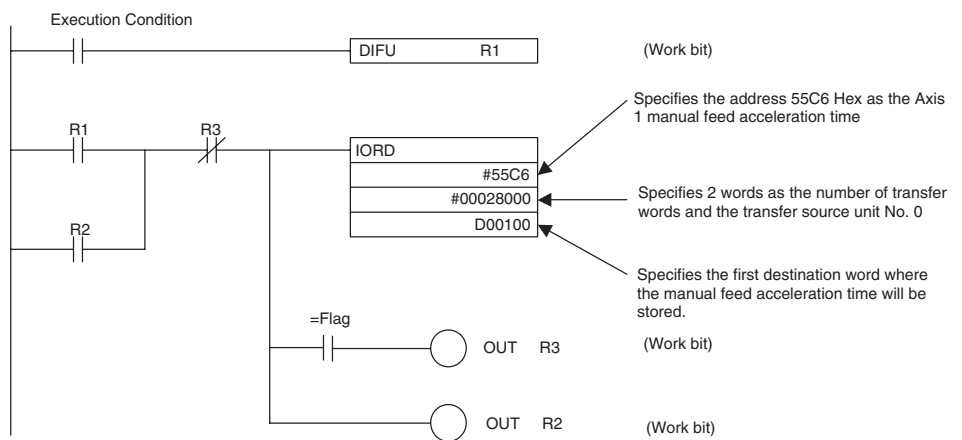 Execution Condition
DIFU R1
(Work bit)
Specifies the address 55C6 Hex as the Axis
1 manual feed acceleration time
R1
R3
IORD
#55C6
#00028000
D00100
Specifies 2 words as the number of transfer
words and the transfer source unit No. 0
R2
Specifies the first destination word where
the manual feed acceleration time will be
stored.
=Flag
OUT R3
(Work bit)
OUT R2
(Work bit)